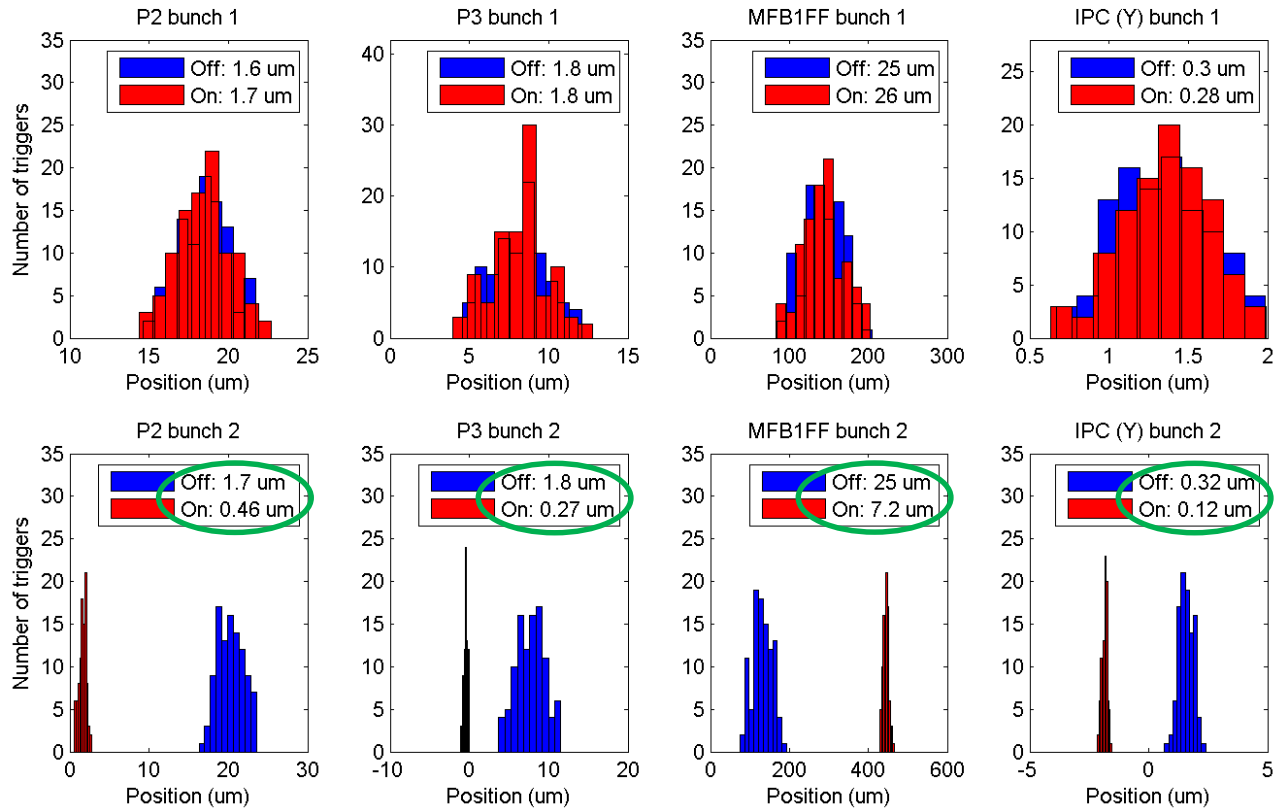 P2 bunch 1
P3 bunch 1
MFB1FF bunch 1
IPC (Y) bunch 1
35
30
25
20
15
10
5
0
Number of triggers
Off: 1.6 um
On: 1.7 um
10
15
20
25
Position (um)
40
30
20
10
0
Off: 1.8 um
On: 1.8 um
0
5
10
15
Position (um)
35
30
25
20
15
10
5
0
Off: 25 um
On: 26 um
0
100
200
300
Position (um)
25
20
15
10
5
0
Off: 0.3 um
On: 0.28 um
0.5
1
1.5
2
Position (um)
P2 bunch 2
P3 bunch 2
MFB1FF bunch 2
IPC (Y) bunch 2
35
30
25
20
15
10
5
0
Number of triggers
Off: 1.7 um
On: 0.46 um
0
10
20
30
Position (um)
35
30
25
20
15
10
5
0
Off: 1.8 um
On: 0.27 um
-10
0
10
20
Position (um)
35
30
25
20
15
10
5
0
Off: 25 um
On: 7.2 um
0
200
400
600
Position (um)
35
30
25
20
15
10
5
0
Off: 0.32 um
On: 0.12 um
-5
0
5
Position (um)